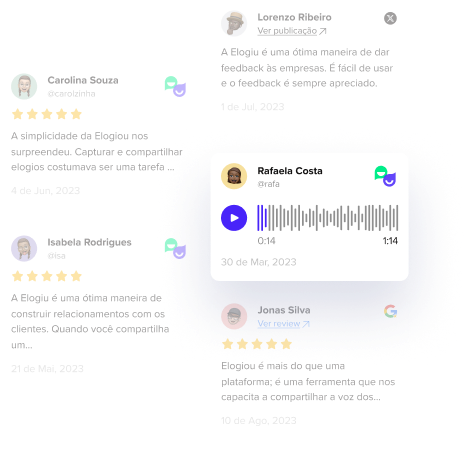 Carolina Souza
@carolzinha
A simplicidade da Elogiou nos
surpreendeu. Capturar e compartilhar
elogios costumava ser uma tarefa ...
4 de Jun, 2023
Isabela Rodrigues
@isa
A Elogiu é uma ótima maneira de
construir relacionamentos com os
clientes. Quando você compartilha
um...
21 de Mai, 2023
Lorenzo Ribeiro
Ver publicação
A Elogiu é uma ótima maneira de dar
feedback às empresas. É fácil de usar
e o feedback é sempre apreciado.
1 de Jul, 2023
Rafaela Costa
@rafa
0:14
1:14
30 de Mar, 2023
Jonas Silva
Ver review
Elogiou é mais do que uma
plataforma; é uma ferramenta que nos
capacita a compartilhar a voz dos...
10 de Ago, 2023